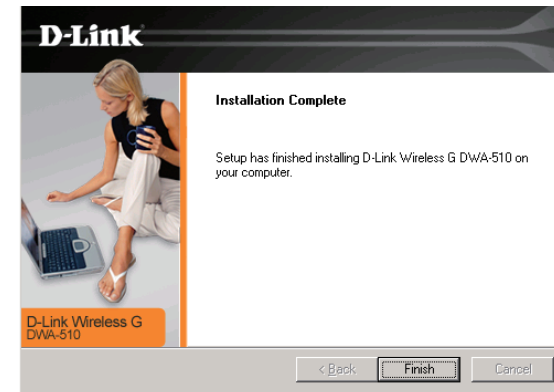 D-Link
Installation Complete
Setup has finished installing D-Link Wireless G DWA-510 on
your computer.
D-Link Wireless G
DWA-510
< Back
Finish
Cancel